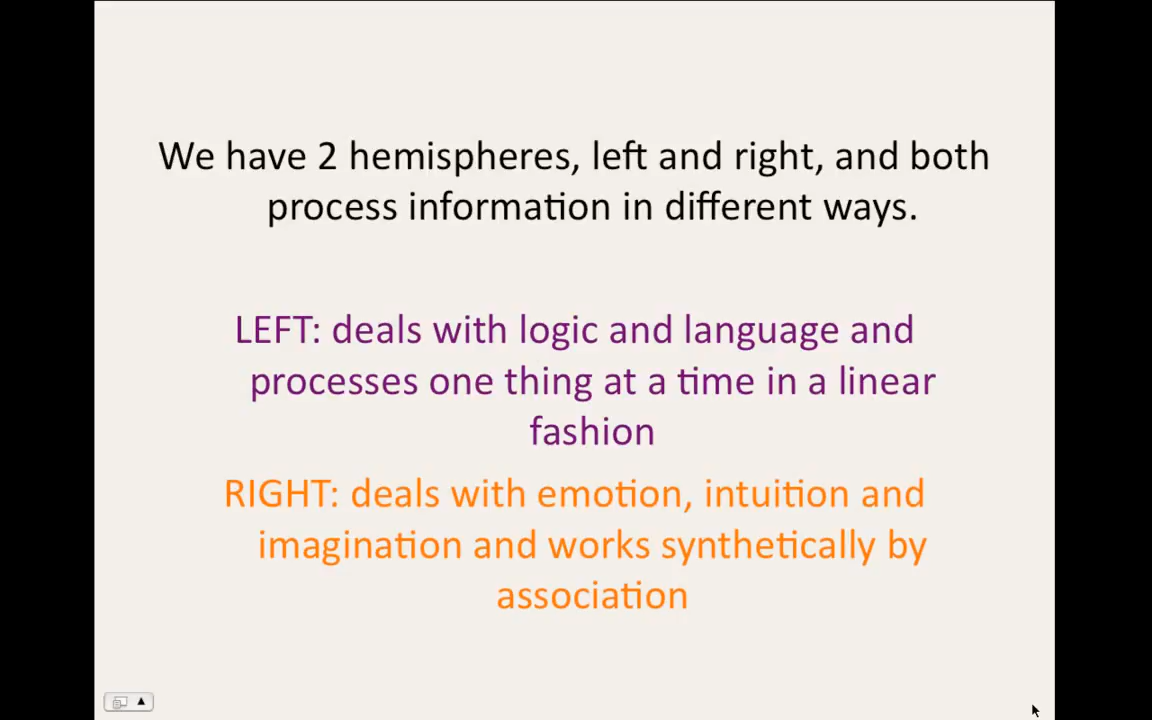 We have 2 hemispheres, left and right, and both
process information in different ways.
LEFT: deals with logic and language and
processes one thing at a time in a linear
fashion
RIGHT: deals with emotion, intuition and
imagination and works synthetically by
association